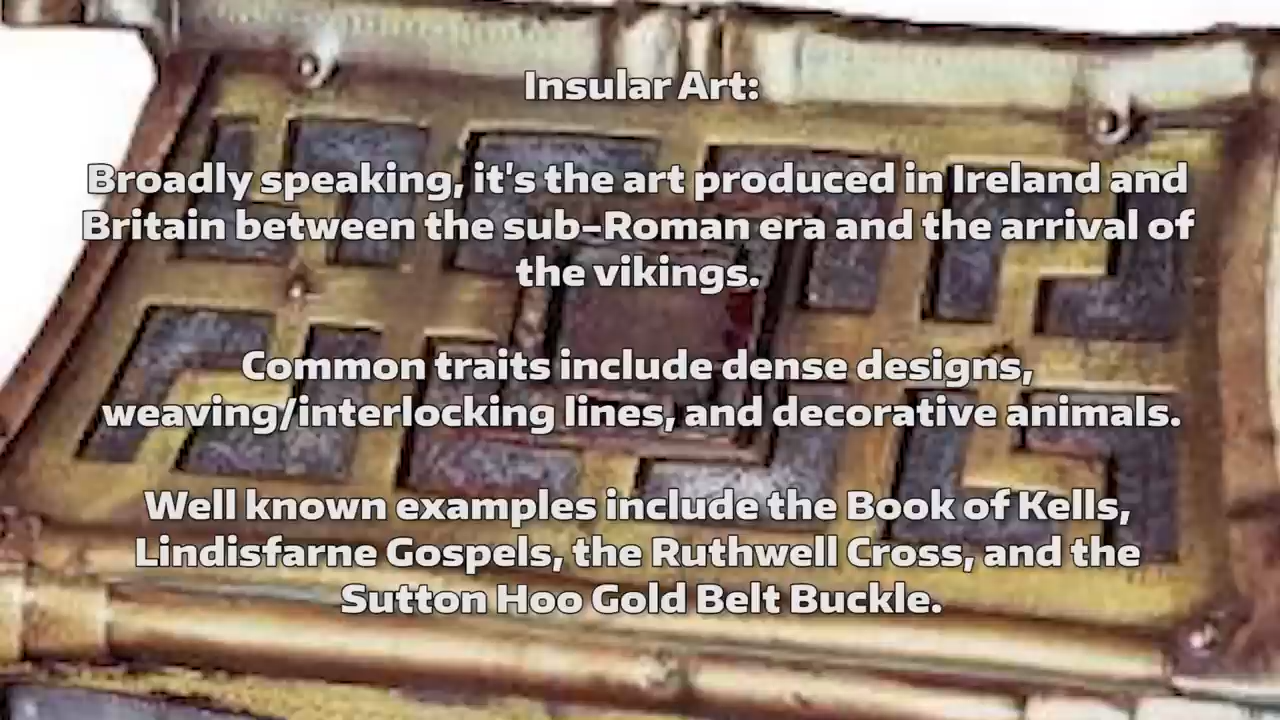 Insular Art:
Broadly speaking, it's the art produced in Ireland and
Britain between the sub-Roman era and the arrival of
the vikings.
Common traits include dense designs,
weaving/interlocking lines, and decorative animals.
Well known examples include the Book of Kells,
Lindisfarne Gospels, the Ruthwell Cross, and the
Sutton Hoo Gold Belt Buckle.